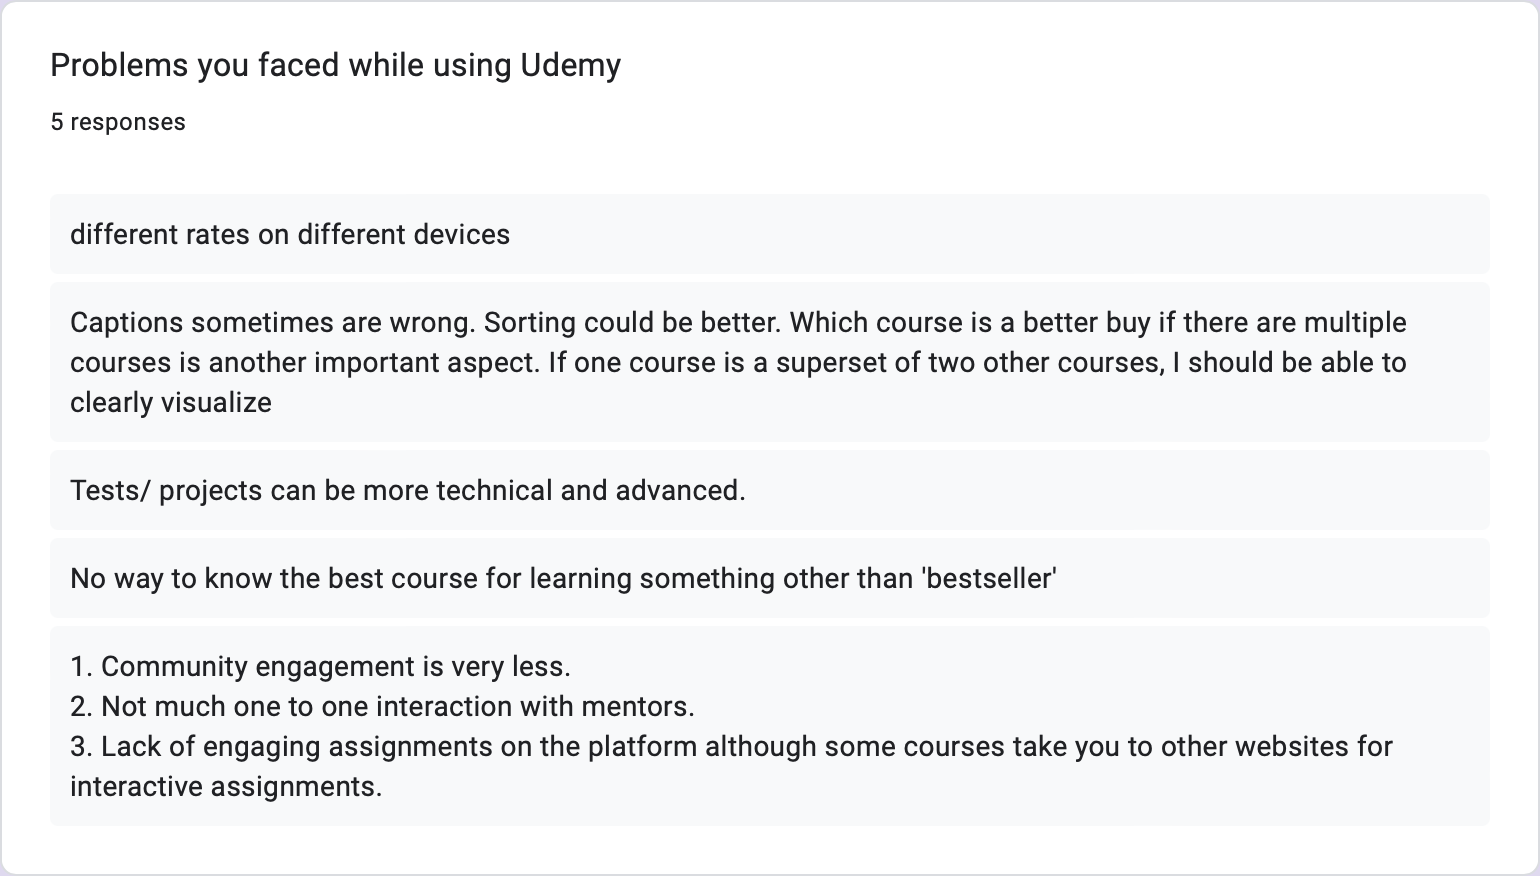 Problems you faced while using Udemy
5 responses
different rates on different devices
Captions sometimes are wrong. Sorting could be better. Which course is a better buy if there are multiple
courses is another important aspect. If one course is a superset of two other courses, I should be able to
clearly visualize
Tests/ projects can be more technical and advanced.
No way to know the best course for learning something other than 'bestseller'
1. Community engagement is very less.
2. Not much one to one interaction with mentors.
3. Lack of engaging assignments on the platform although some courses take you to other websites for
interactive assignments.